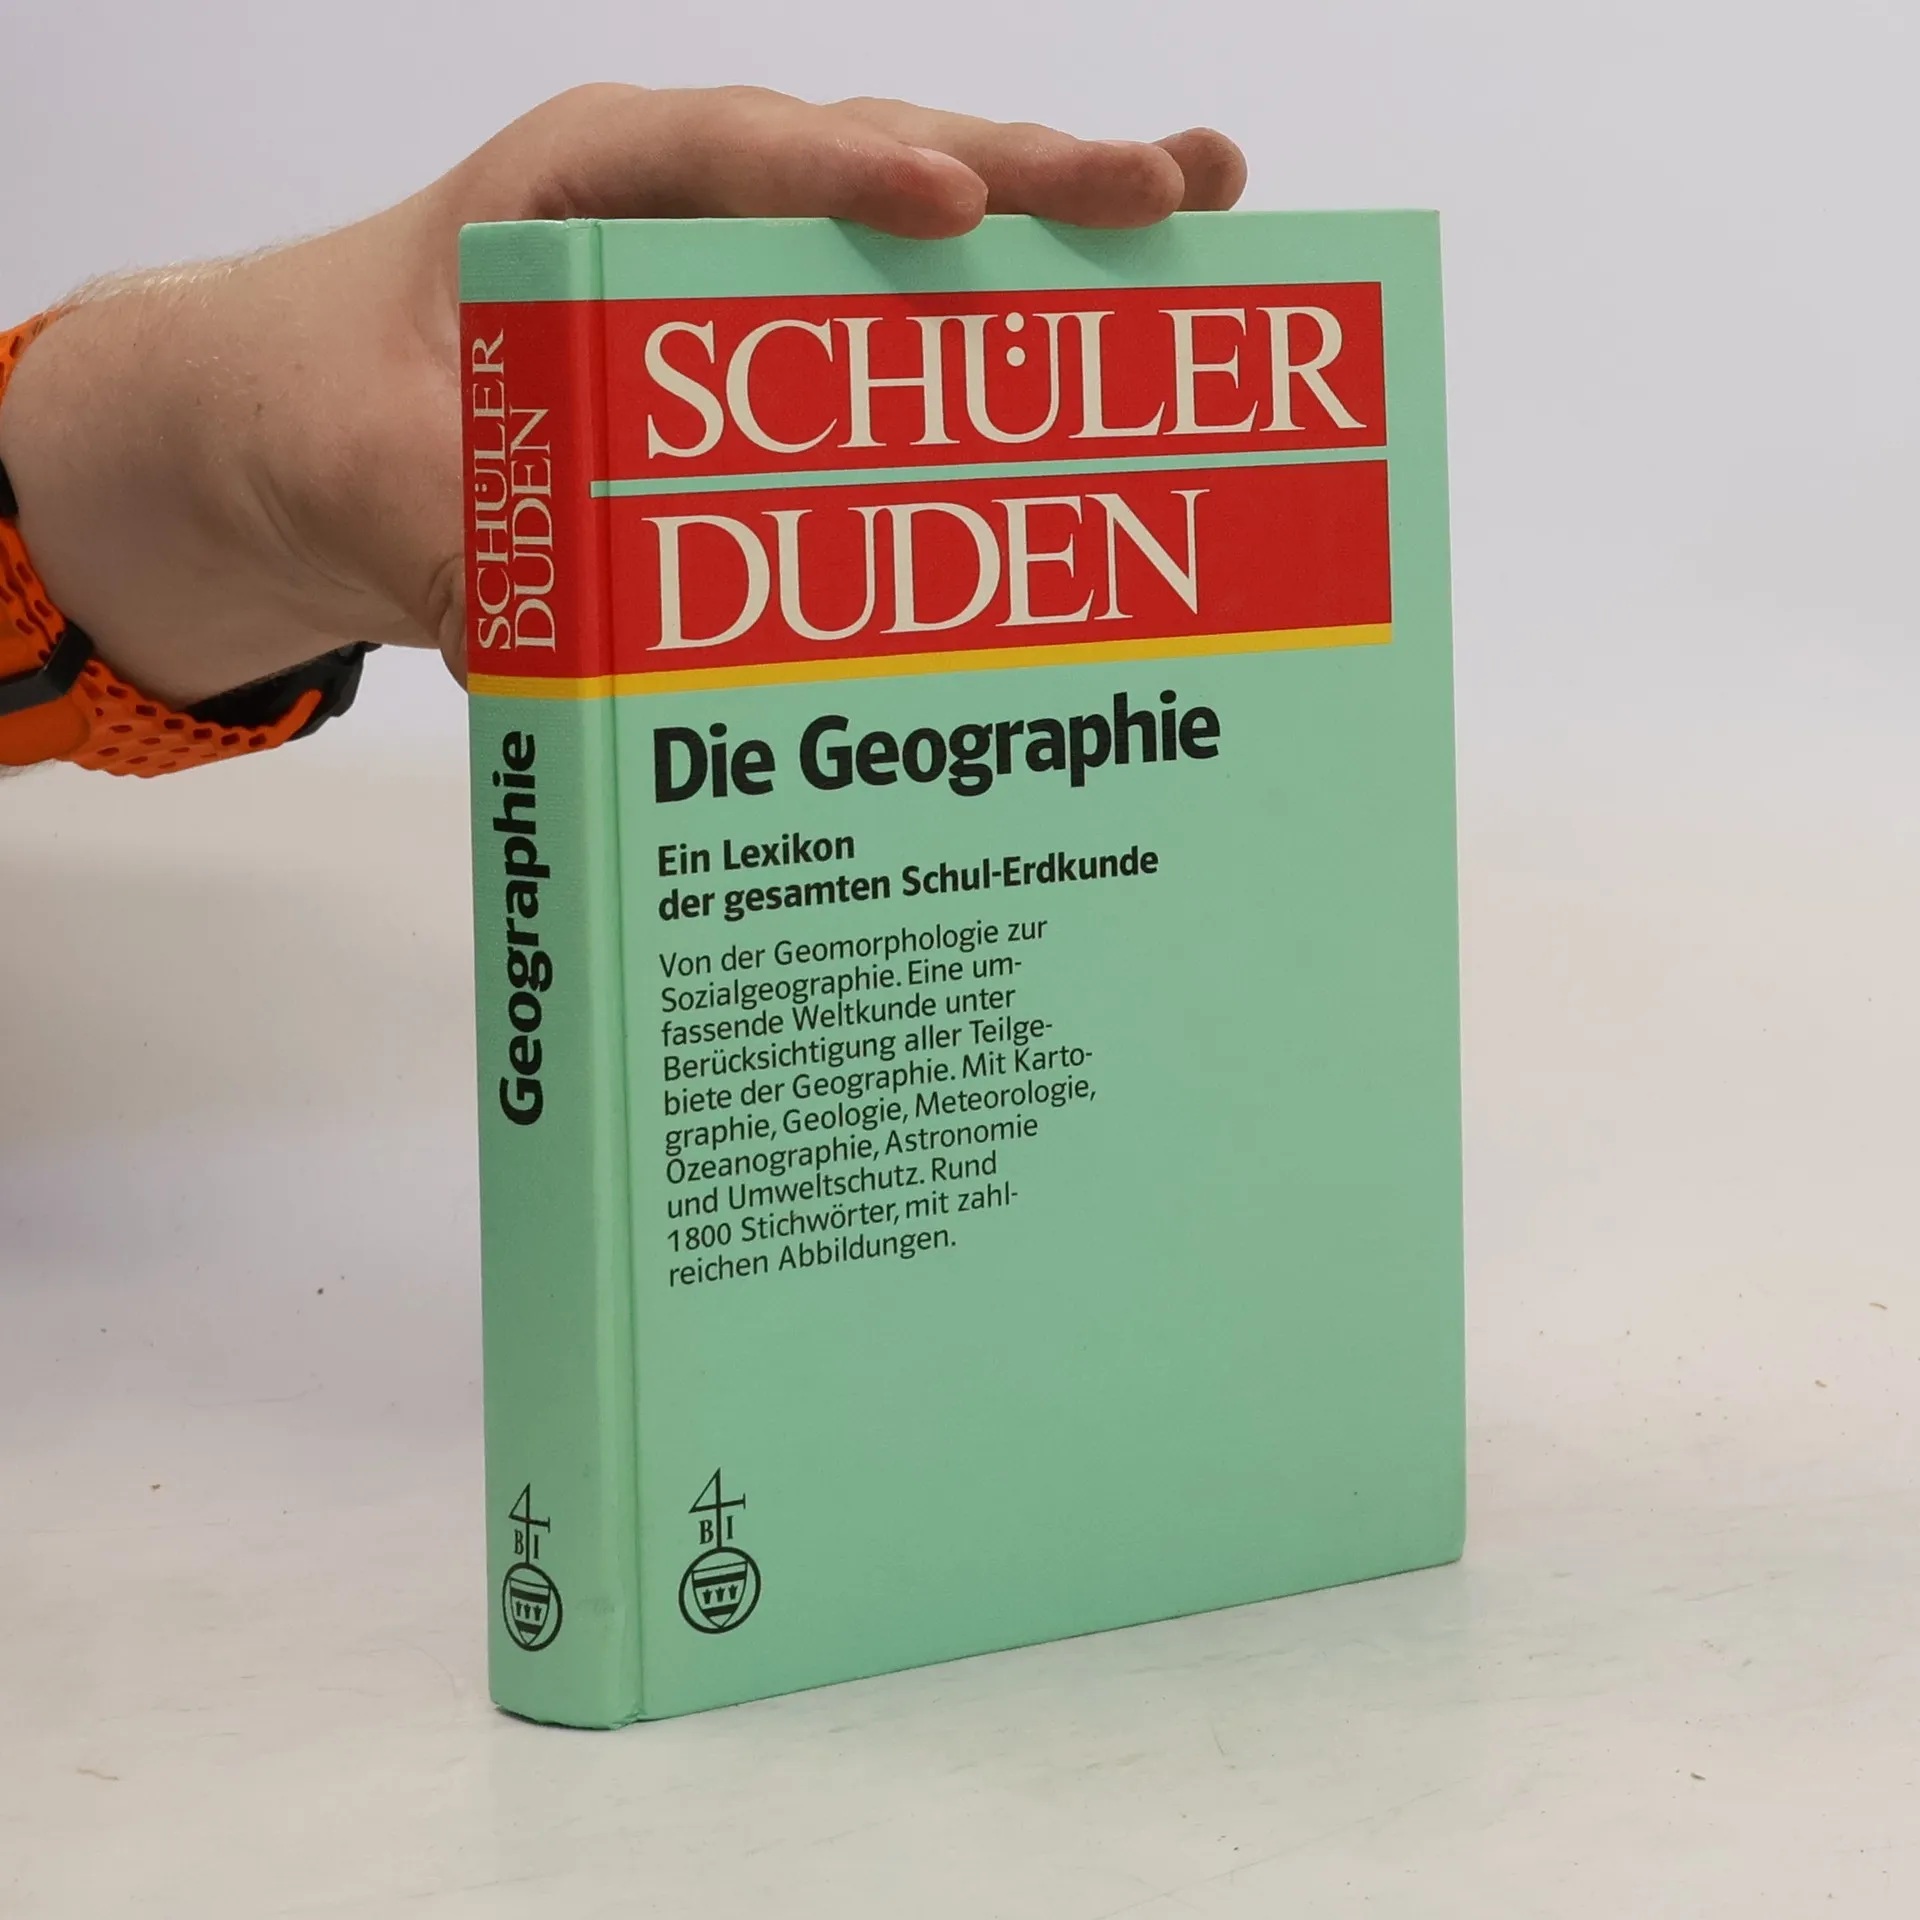 SCHÜLER
DUDEN
Geographie
B I
SCHÜLER
DUDEN
Die Geographie
Ein Lexikon
der gesamten Schul-Erdkunde
Von der Geomorphologie zur
Sozialgeographie. Eine um-
fassende Weltkunde unter
Berücksichtigung aller Teilge-
biete der Geographie. Mit Karto-
graphie, Geologie, Meteorologie,
Ozeanographie, Astronomie
und Umweltschutz. Rund
1800 Stichwörter, mit zahl-
reichen Abbildungen.
B I